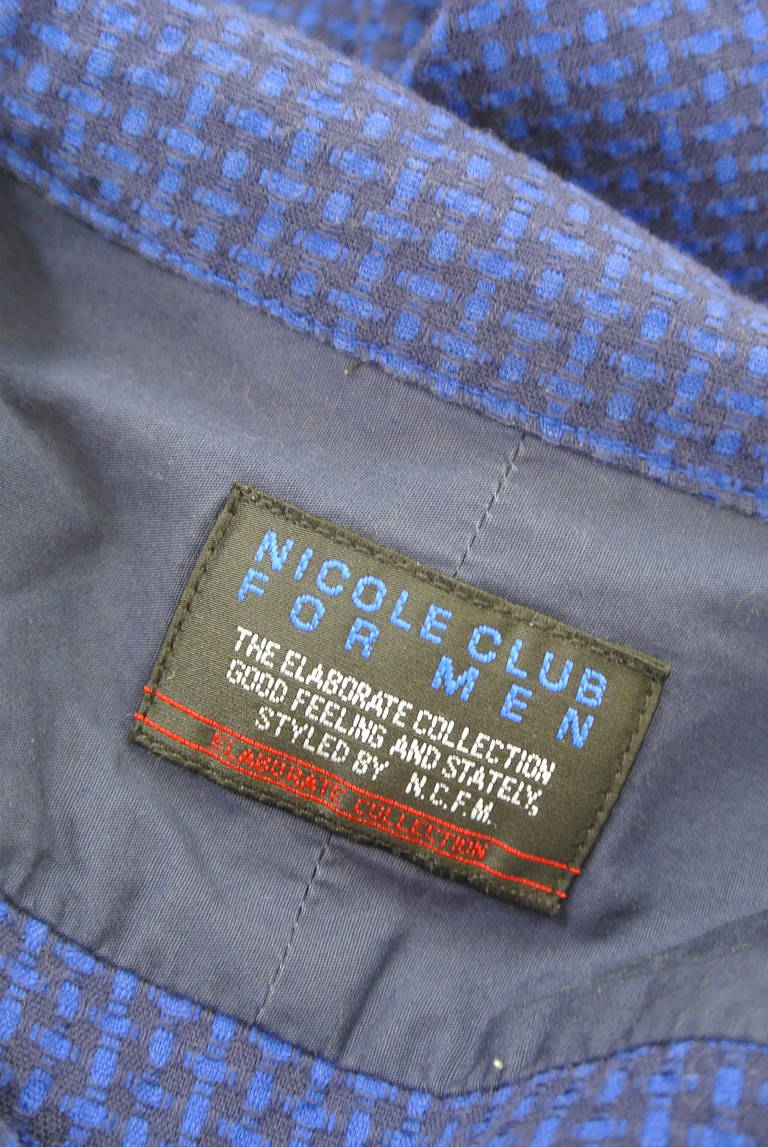 NICOLE CLUB
FOR MEN
THE ELABORATE COLLECTION
GOOD FEELING AND STATELY,
STYLED BY N.C.F.M.
ELABORATE COLLECTION